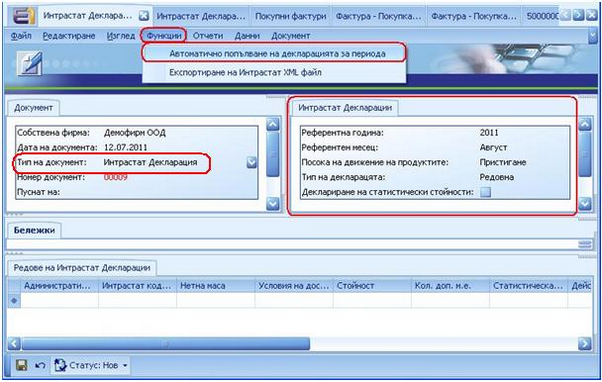 Интрастат Деклара...
Интрастат Деклара...
Покупни фактури
Фактура - Покупка...
Фактура - Покупка...
5000000
Файл Редактиране Изглед Функции Отчети Данни Документ
Автоматично попълване на декларацията за периода
Експортиране на Интрастат XML файл
Документ
Собствена фирма: Демофирм ООД
Дата на документа: 12.07.2011
Тип на документ: Интрастат Декларация
Номер документ: 00009
Пуснат на:
Интрастат Декларации
Референтна година: 2011
Референтен месец: Август
Посока на движение на продуктите: Пристигане
Тип на декларацята: Редовна
Деклариране на статистически стойности:
Бележки
Редове на Интрастат Декларации
Администрати... Интрастат код... Нетна маса Условия на дос... Стойност Кол. доп. м.е. Статистическа... Дейс
Статус: Нов